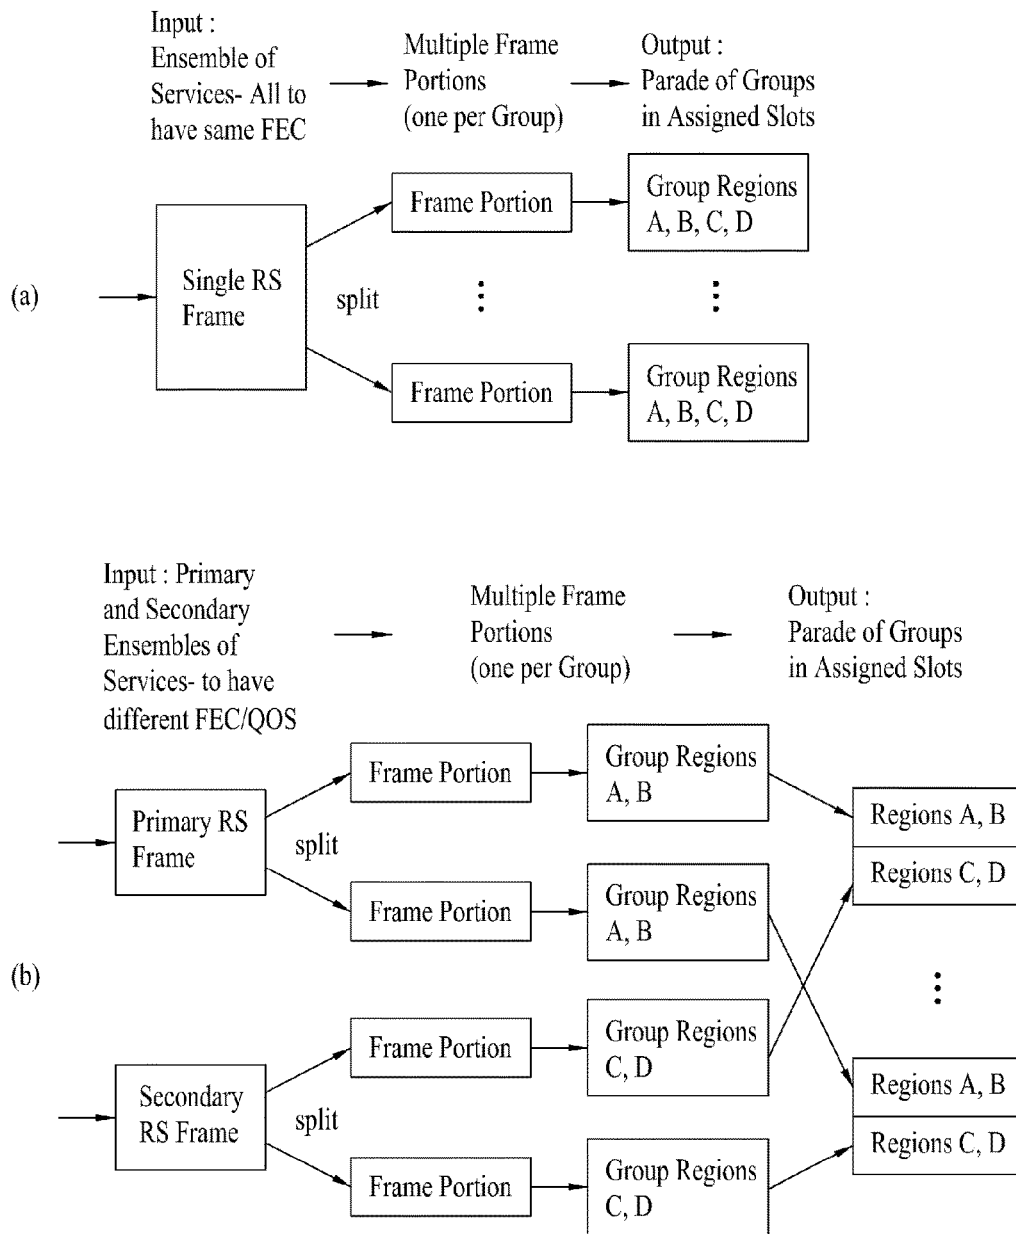 Input :
Ensemble of
Services- All to
have same FEC
Multiple Frame
Portions
(one per Group)
Output :
Parade of Groups
in Assigned Slots
(a)
Single RS
Frame
split
Frame Portion
Group Regions
A, B, C, D
Frame Portion
Group Regions
A, B, C, D
Input : Primary
and Secondary
Ensembles of
Services- to have
different FEC/QOS
Multiple Frame
Portions
(one per Group)
Output :
Parade of Groups
in Assigned Slots
(b)
Primary RS
Frame
split
Frame Portion
Group Regions
A, B
Frame Portion
Group Regions
A, B
Secondary
RS Frame
split
Frame Portion
Group Regions
C, D
Frame Portion
Group Regions
C, D
Regions A, B
Regions C, D
Regions A, B
Regions C, D